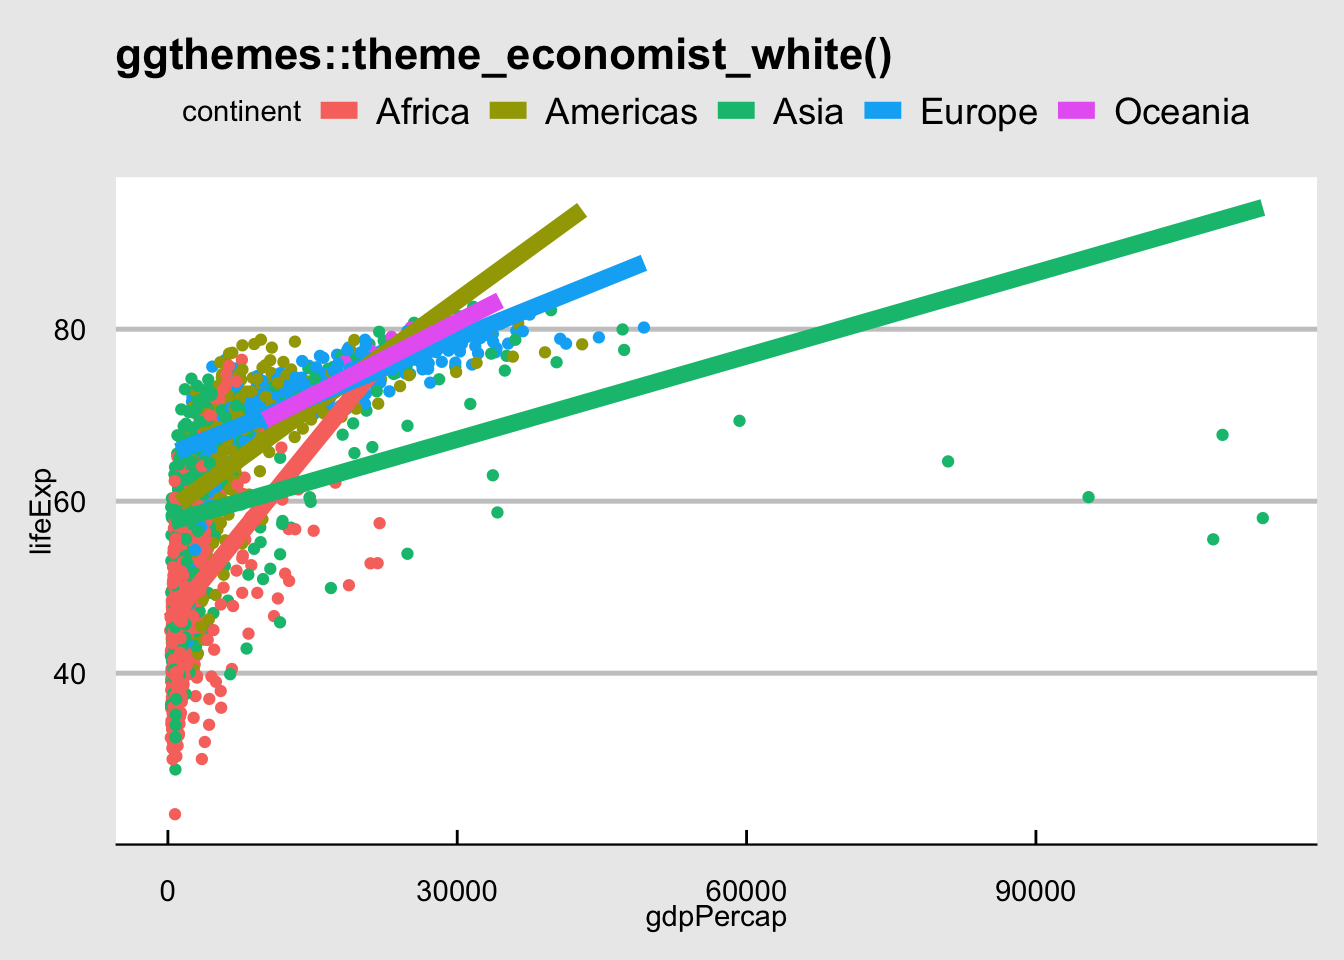 ggthemes::theme_economist_white()
continent Africa Americas Asia Europe Oceania
lifeExp
80
60
40
0 30000 60000 90000
gdpPercap